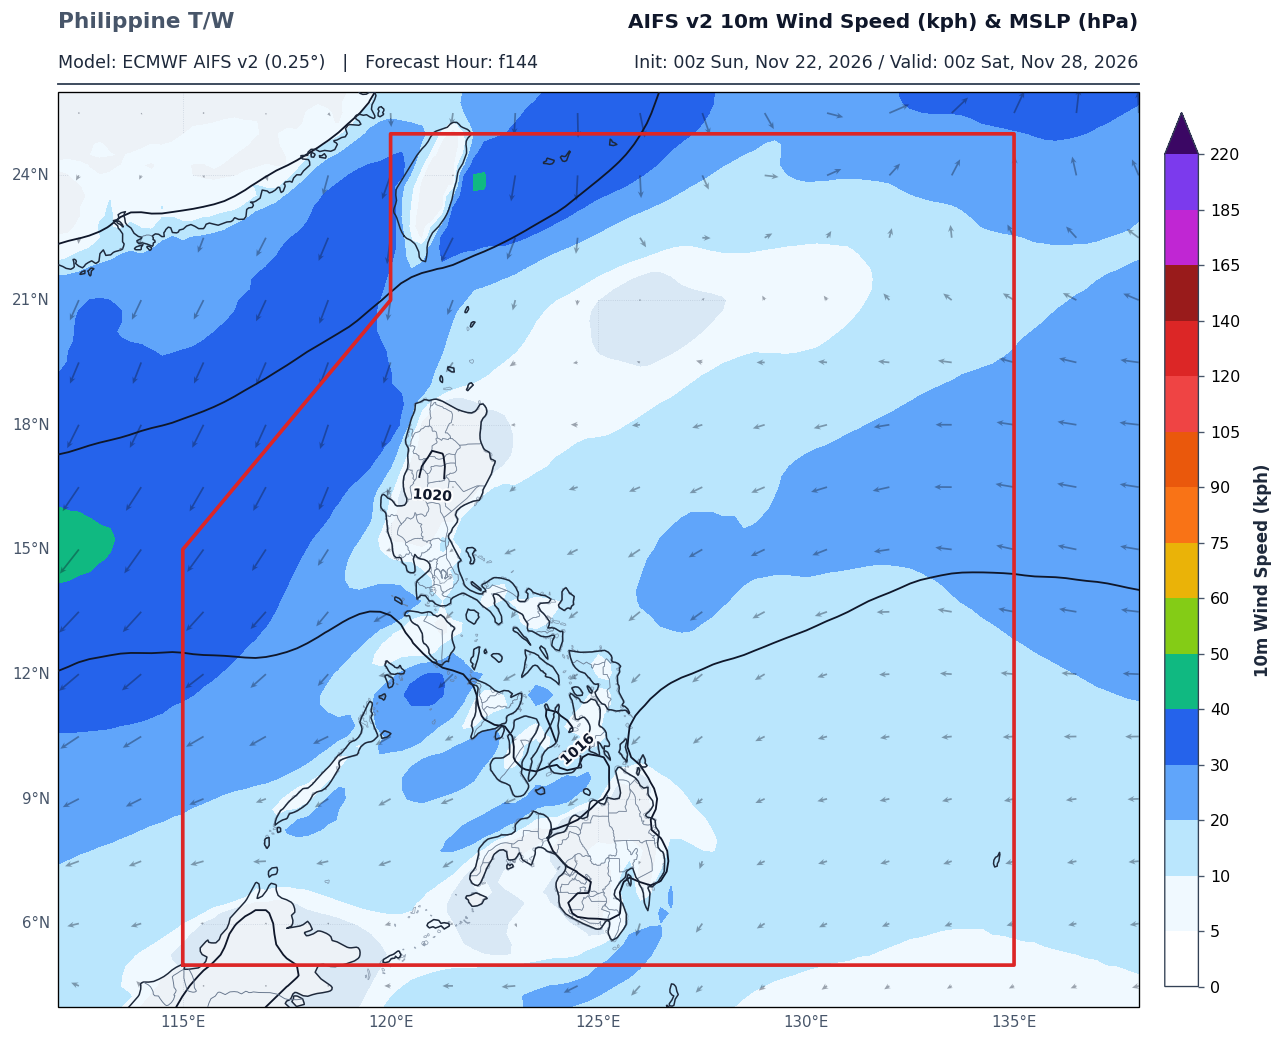 Philippine T/W
AIFS v2 10m Wind Speed (kph) & MSLP (hPa)
Model: ECMWF AIFS v2 (0.25°)   |   Forecast Hour: f144
Init: 00z Sun, Nov 22, 2026 / Valid: 00z Sat, Nov 28, 2026
24°N
21°N
18°N
15°N
12°N
9°N
6°N
1020
1016
115°E
120°E
125°E
130°E
135°E
220
185
165
140
120
105
90
75
60
50
40
30
20
10
5
0
10m Wind Speed (kph)